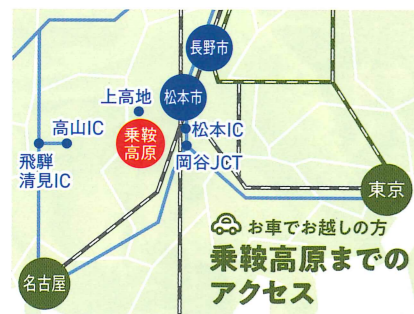 長野市
松本市
上高地
乗鞍
高原
松本IC
岡谷JCT
高山IC
飛騨
清見IC
東京
名古屋
お車でお越しの方
乗鞍高原までの
アクセス